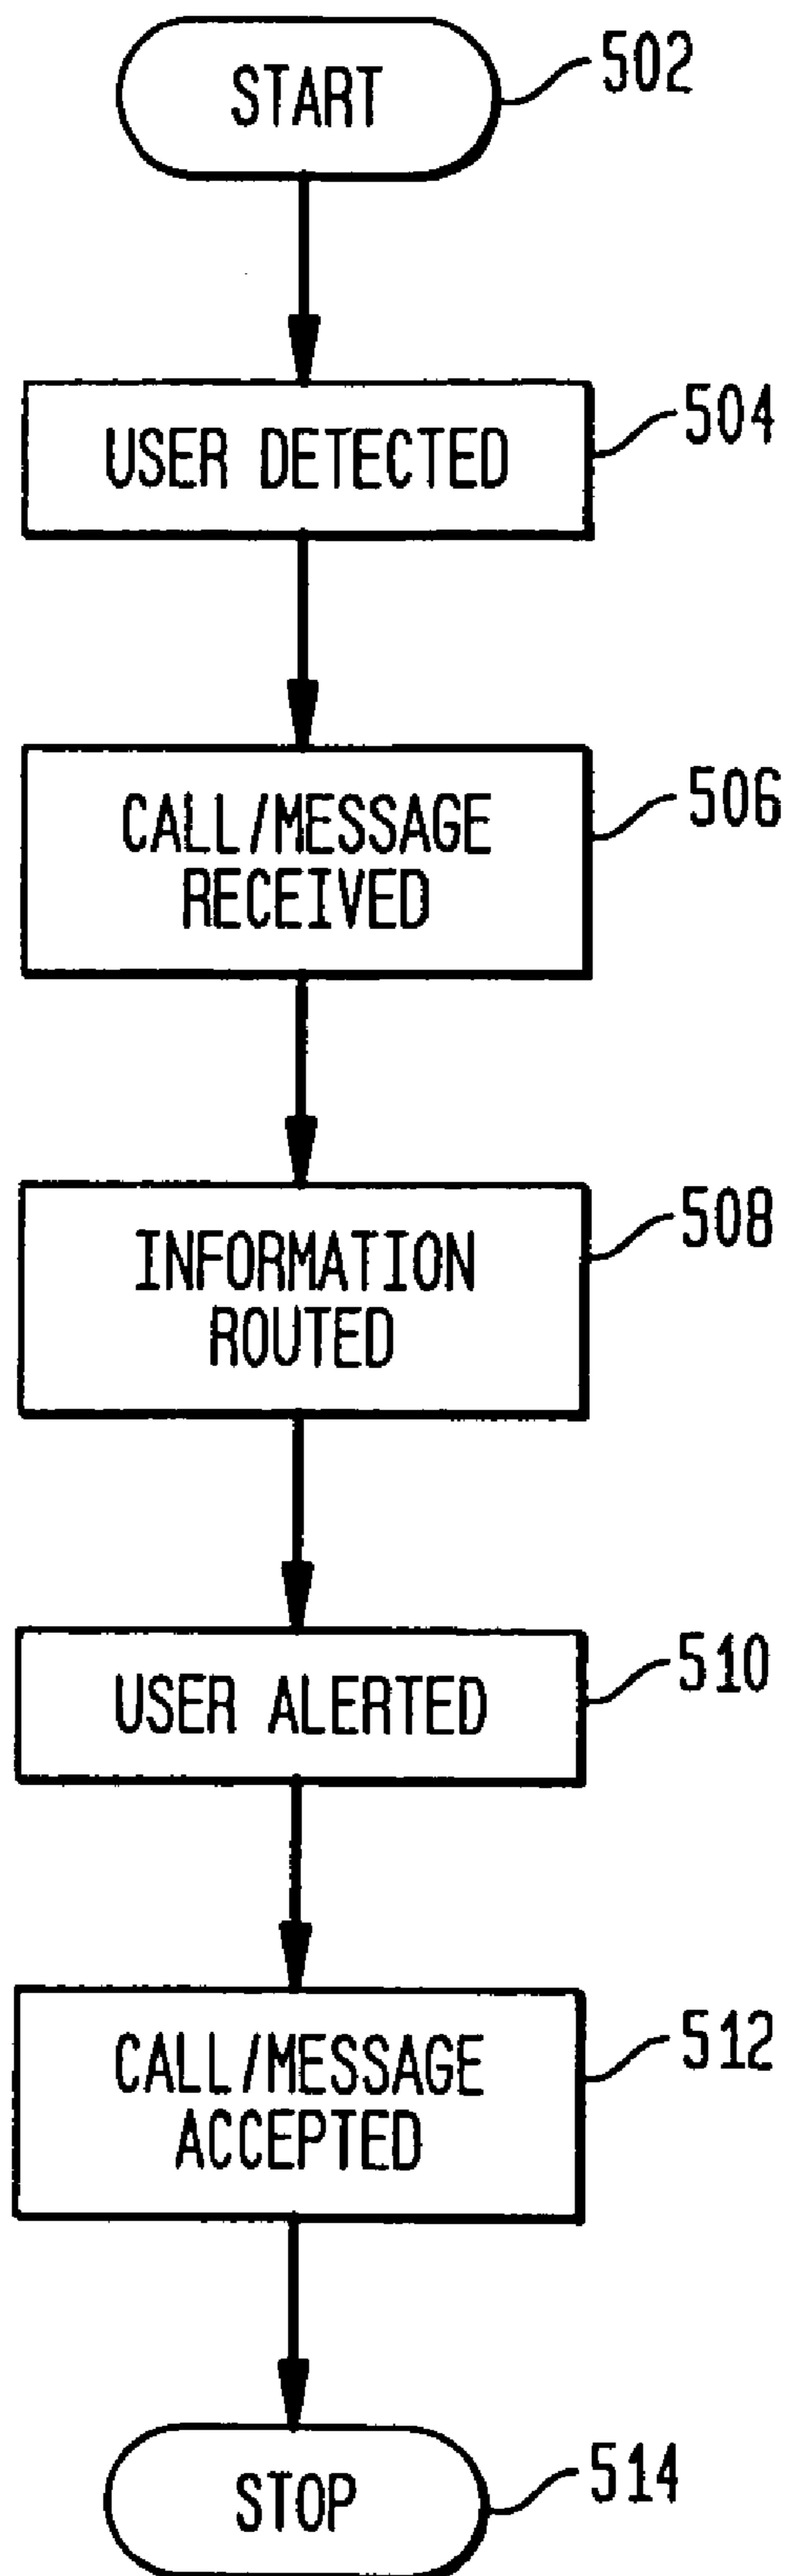 START
502
USER DETECTED
504
CALL/MESSAGE
RECEIVED
506
INFORMATION
ROUTED
508
USER ALERTED
510
CALL/MESSAGE
ACCEPTED
512
STOP
514